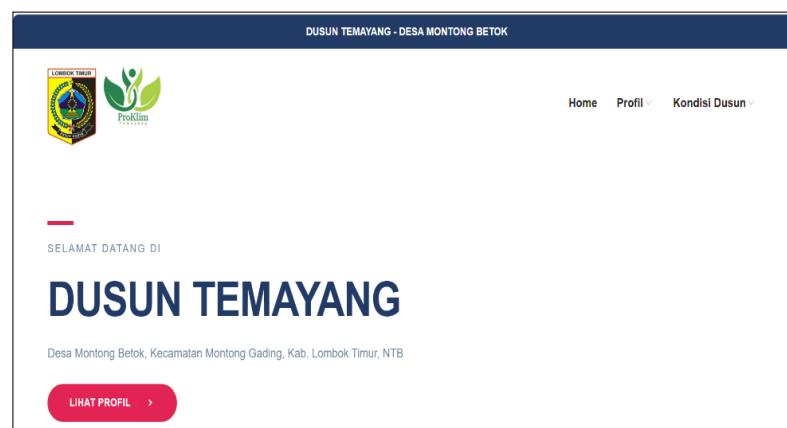 DUSUN TEMAYANG - DESA MONTONG BETOK
LOMBOK TIMUR
ProKlim
Temayang
Home Profil Kondisi Dusun
SELAMAT DATANG DI
DUSUN TEMAYANG
Desa Montong Betok, Kecamatan Montong Gading, Kab. Lombok Timur, NTB
LIHAT PROFIL